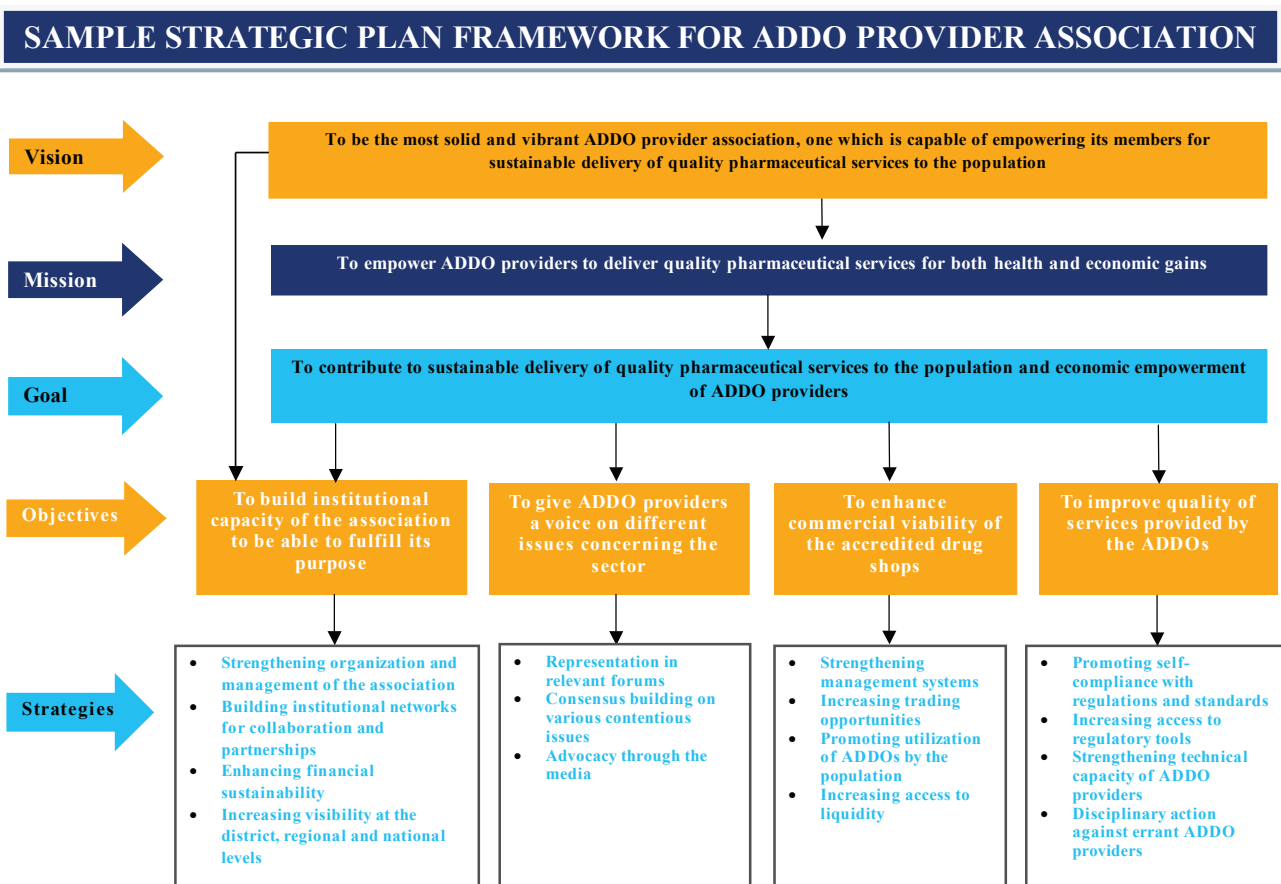 SAMPLE STRATEGIC PLAN FRAMEWORK FOR ADDO PROVIDER ASSOCIATION
Vision
To be the most solid and vibrant ADDO provider association, one which is capable of empowering its members for
sustainable delivery of quality pharmaceutical services to the population
Mission
To empower ADDO providers to deliver quality pharmaceutical services for both health and economic gains
Goal
To contribute to sustainable delivery of quality pharmaceutical services to the population and economic empowerment
of ADDO providers
Objectives
To build institutional
capacity of the association
to be able to fulfill its
purpose
To give ADDO providers
a voice on different
issues concerning the
sector
To enhance
commercial viability of
the accredited drug
shops
To improve quality of
services provided by
the ADDOs
Strategies
• Strengthening organization and
management of the association
• Building institutional networks
for collaboration and
partnerships
• Enhancing financial
sustainability
• Increasing visibility at the
district, regional and national
levels
• Representation in
relevant forums
• Consensus building on
various contentious
issues
• Advocacy through the
media
• Strengthening
management systems
• Increasing trading
opportunities
• Promoting utilization
of ADDOs by the
population
• Increasing access to
liquidity
• Promoting self-
compliance with
regulations and standards
• Increasing access to
regulatory tools
• Strengthening technical
capacity of ADDO
providers
• Disciplinary action
against errant ADDO
providers